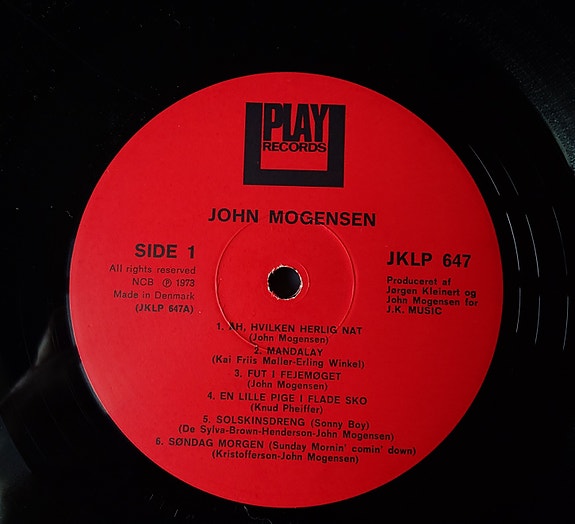 PLAY
RECORDS
JOHN MOGENSEN
SIDE 1
All rights reserved
NCB ℗ 1973
Made in Denmark
(JKLP 647A)
JKLP 647
Produceret af
Jørgen Kleinert og
John Mogensen for
J.K. MUSIC
1. ÅH, HVILKEN HERLIG NAT
(John Mogensen)
2. MANDALAY
(Kai Friis Møller-Erling Winkel)
3. FUT I FEJEMØGET
(John Mogensen)
4. EN LILLE PIGE I FLADE SKO
(Knud Pheiffer)
5. SOLSKINSDRENG (Sonny Boy)
(De Sylva-Brown-Henderson-John Mogensen)
6. SØNDAG MORGEN (Sunday Mornin' comin' down)
(Kristofferson-John Mogensen)